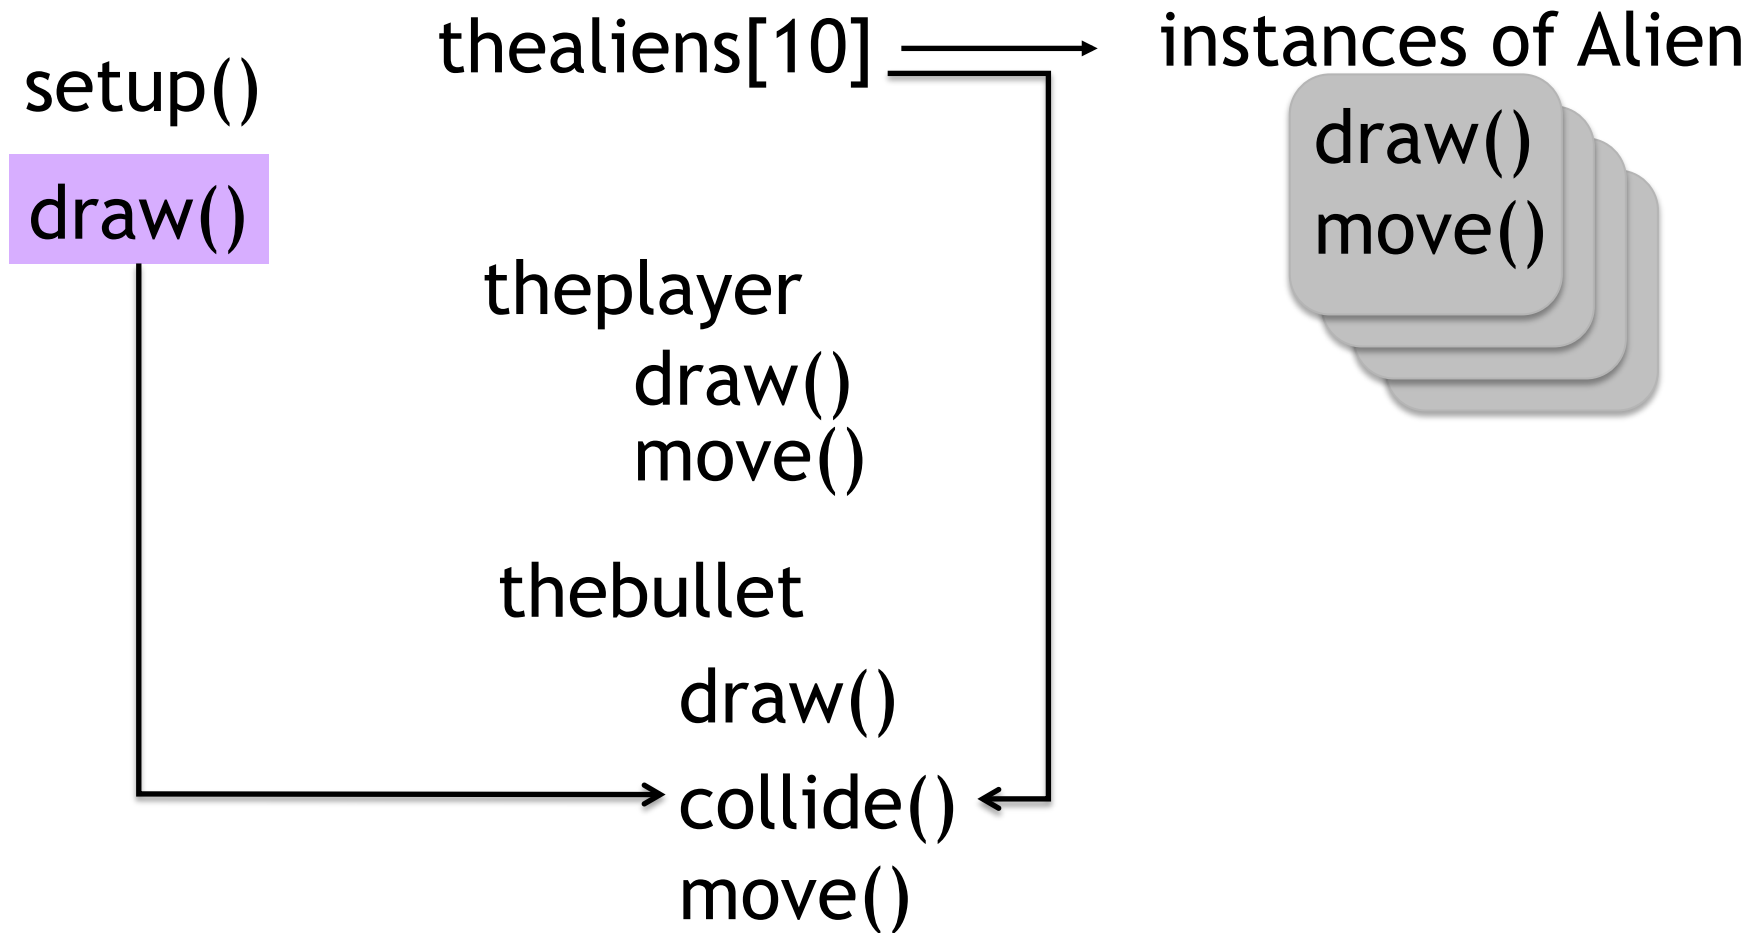 setup()
draw()
thealiens[10]
instances of Alien
draw()
move()
theplayer
draw()
move()
thebullet
draw()
collide()
move()